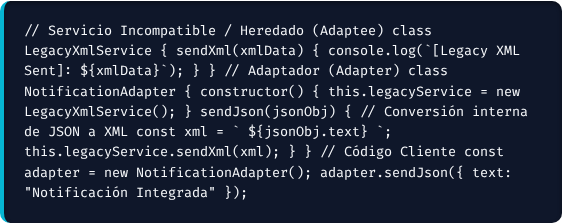 // Servicio Incompatible / Heredado (Adaptee) class
LegacyXmlService { sendXml(xmlData) { console.log(`[Legacy XML
Sent]: ${xmlData}`); } } // Adaptador (Adapter) class
NotificationAdapter { constructor() { this.legacyService = new
LegacyXmlService(); } sendJson(jsonObj) { // Conversión interna
de JSON a XML const xml = ` ${jsonObj.text} `;
this.legacyService.sendXml(xml); } } // Código Cliente const
adapter = new NotificationAdapter(); adapter.sendJson({ text:
"Notificación Integrada" });